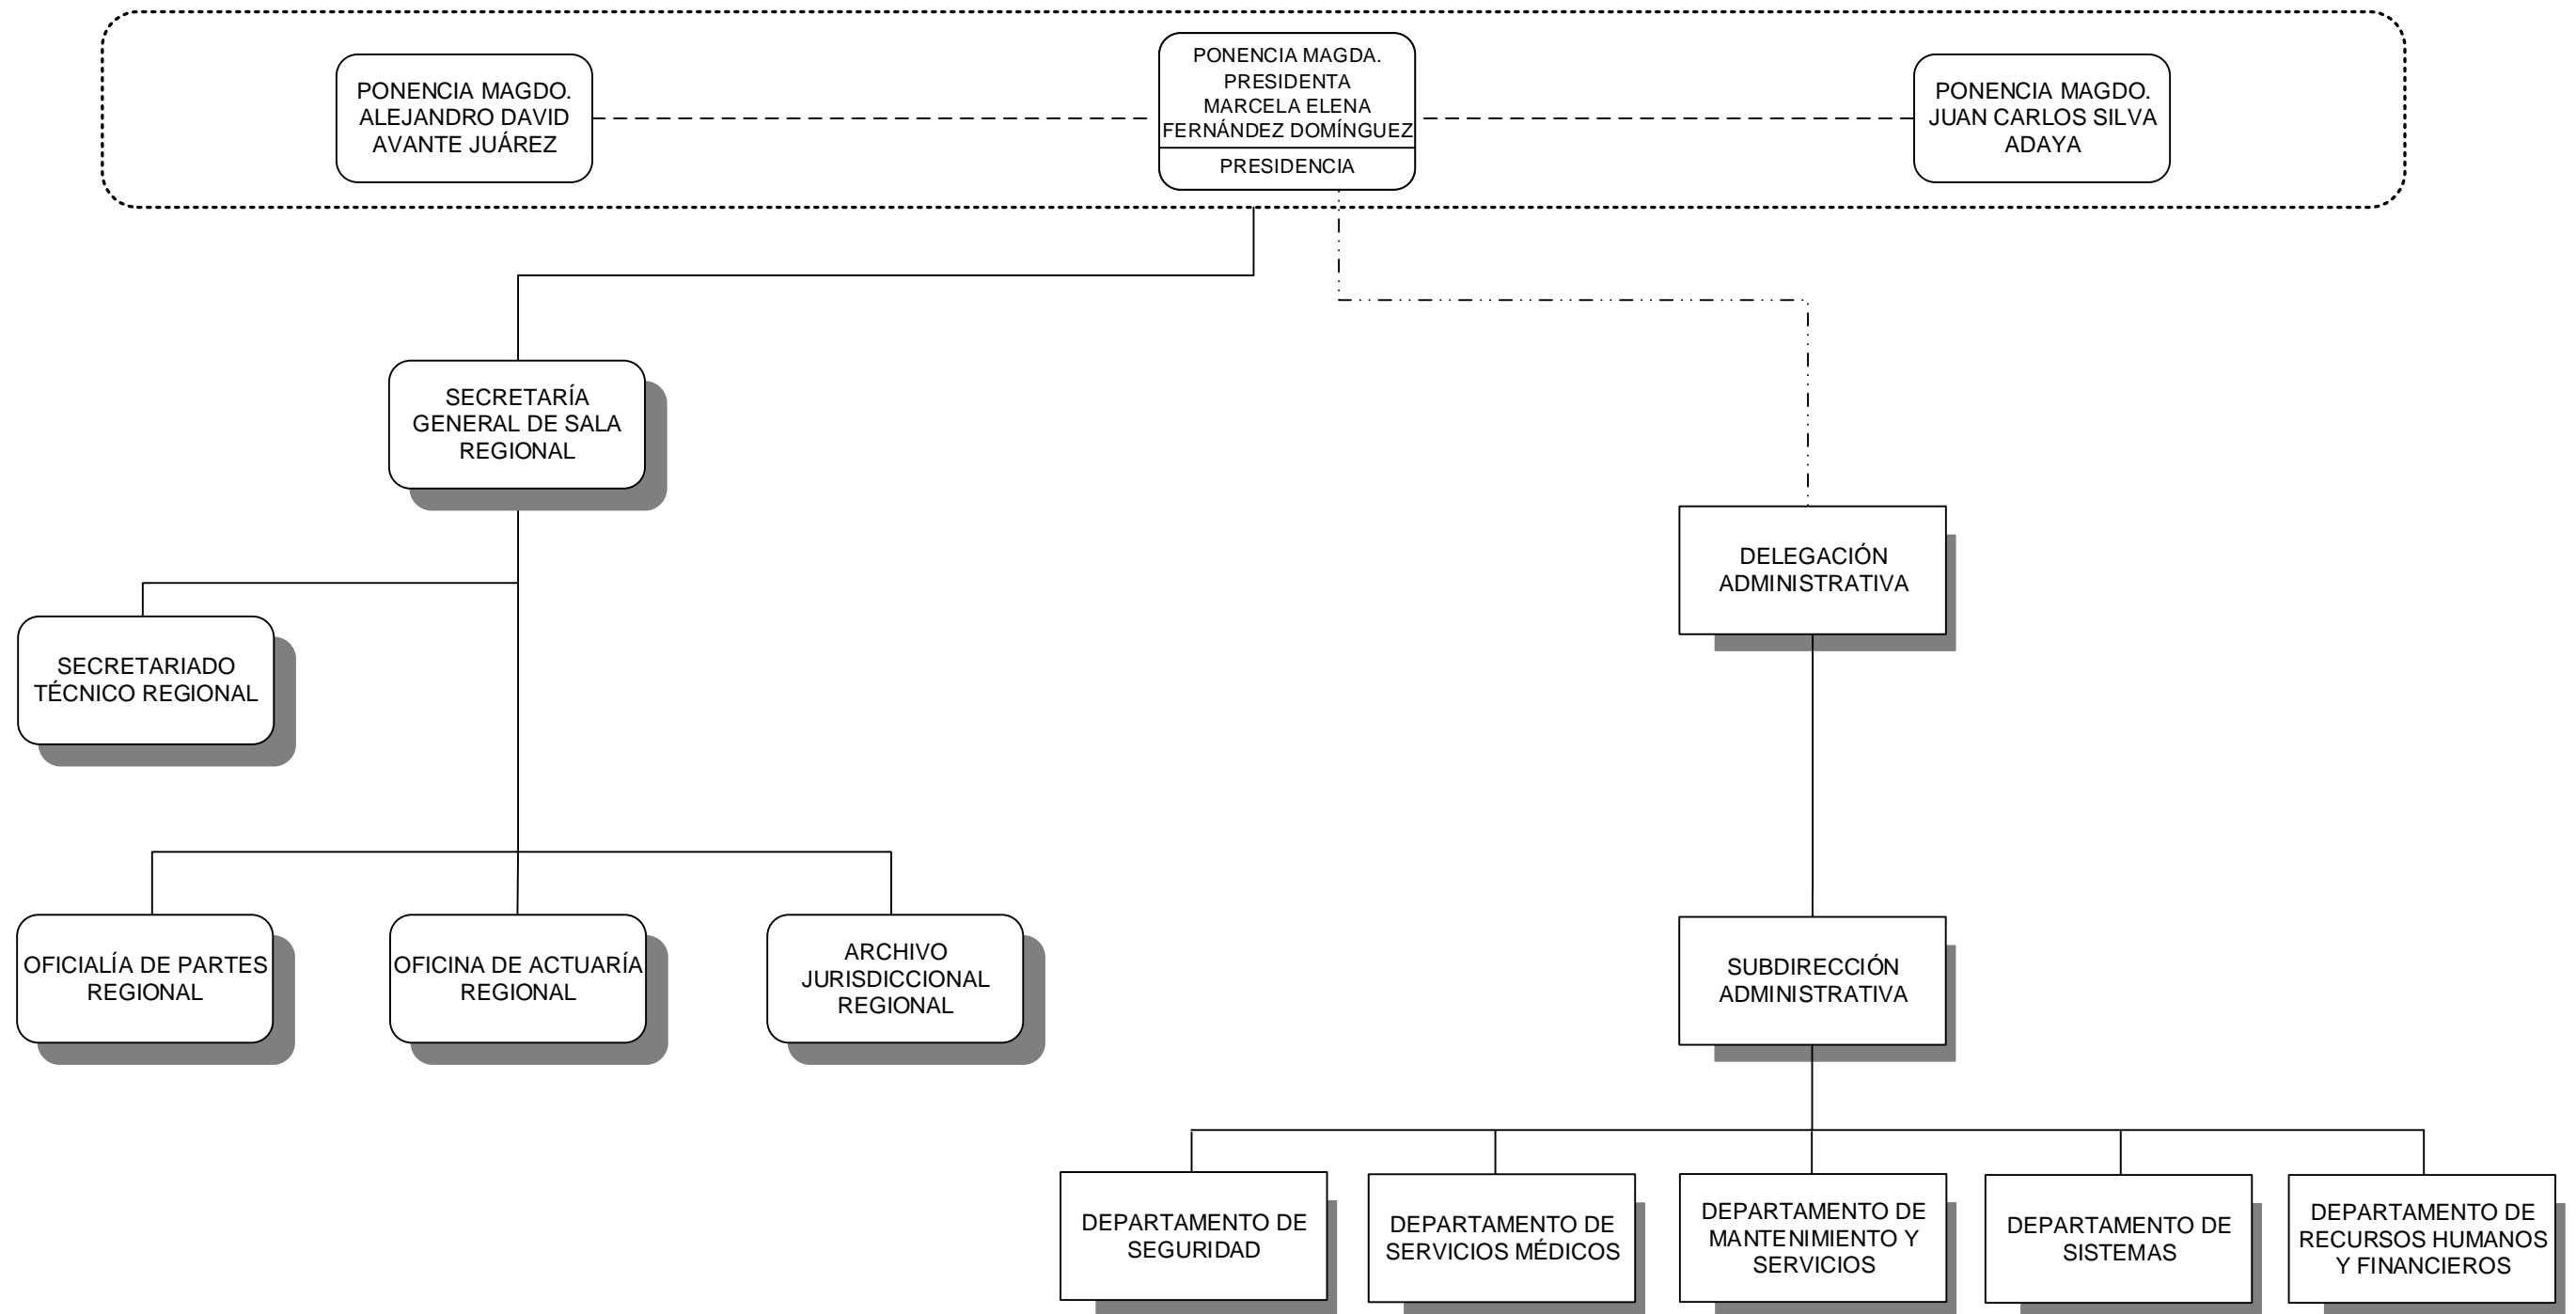 PONENCIA MAGDO.
ALEJANDRO DAVID
AVANTE JUÁREZ
PONENCIA MAGDA.
PRESIDENTA
MARCELA ELENA
FERNÁNDEZ DOMÍNGUEZ
PRESIDENCIA
PONENCIA MAGDO.
JUAN CARLOS SILVA
ADAYA
SECRETARÍA
GENERAL DE SALA
REGIONAL
DELEGACIÓN
ADMINISTRATIVA
SECRETARIADO
TÉCNICO REGIONAL
OFICIALÍA DE PARTES
REGIONAL
OFICINA DE ACTUARÍA
REGIONAL
ARCHIVO
JURISDICCIONAL
REGIONAL
SUBDIRECCIÓN
ADMINISTRATIVA
DEPARTAMENTO DE
SEGURIDAD
DEPARTAMENTO DE
SERVICIOS MÉDICOS
DEPARTAMENTO DE
MANTENIMIENTO Y
SERVICIOS
DEPARTAMENTO DE
SISTEMAS
DEPARTAMENTO DE
RECURSOS HUMANOS
Y FINANCIEROS